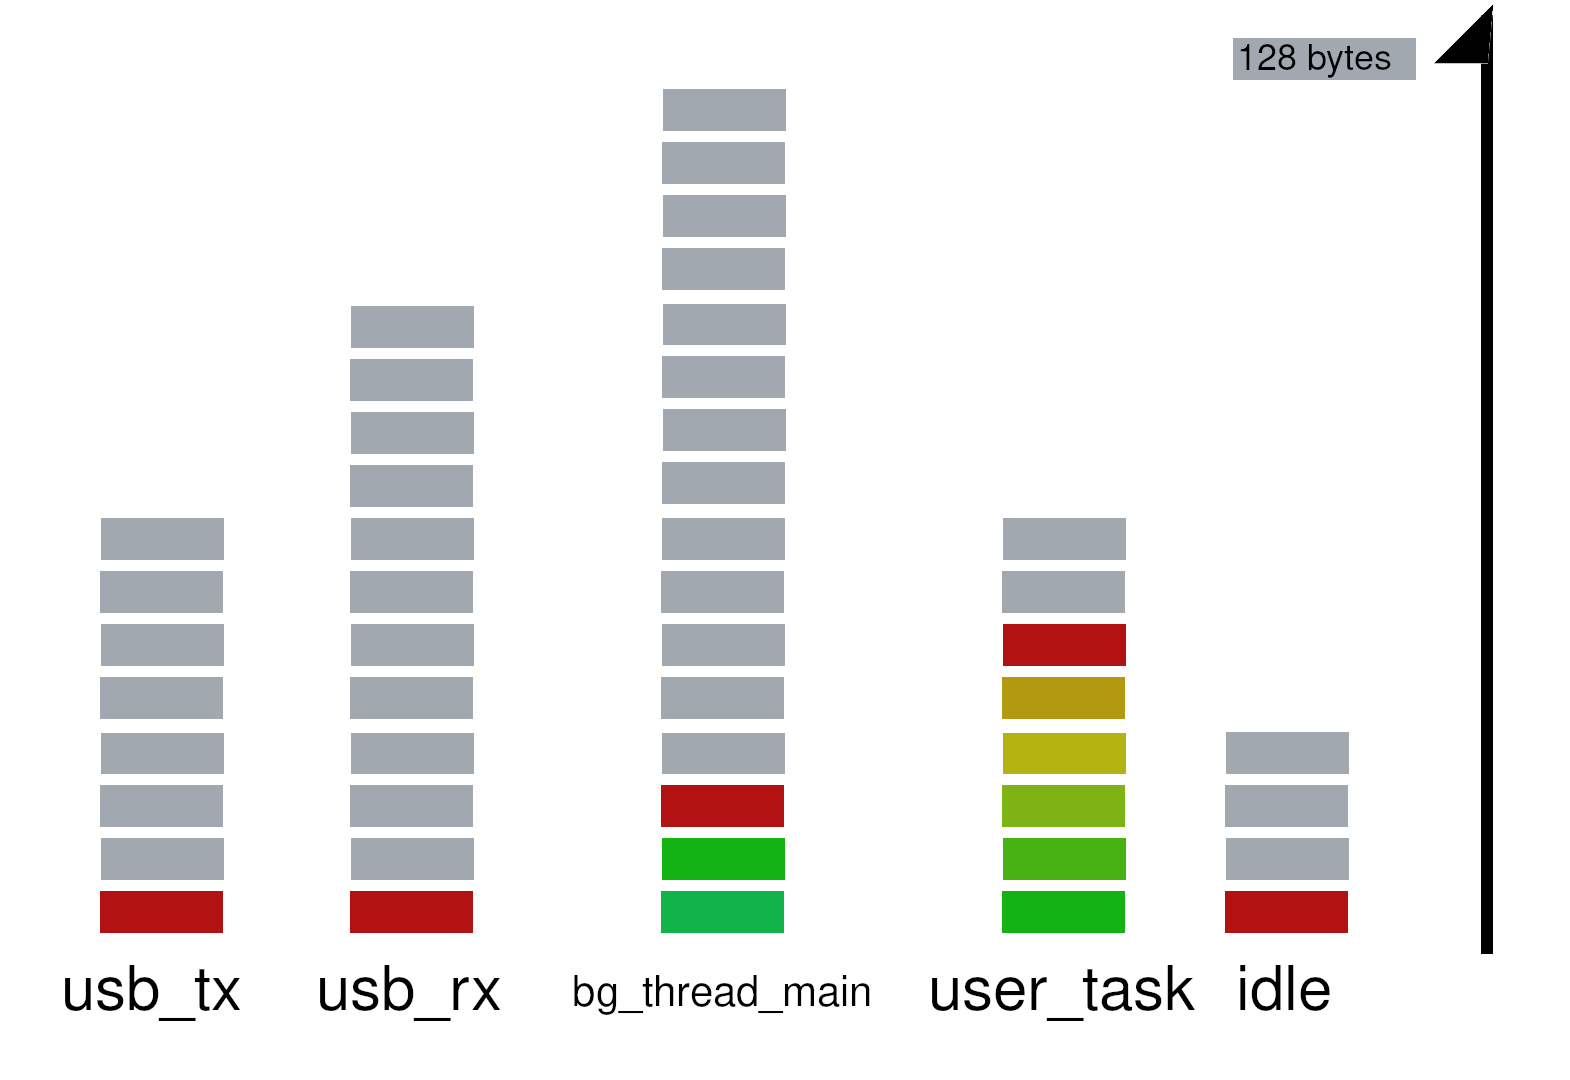 128 bytes
usb_tx
usb_rx
bg_thread_main
user_task
idle